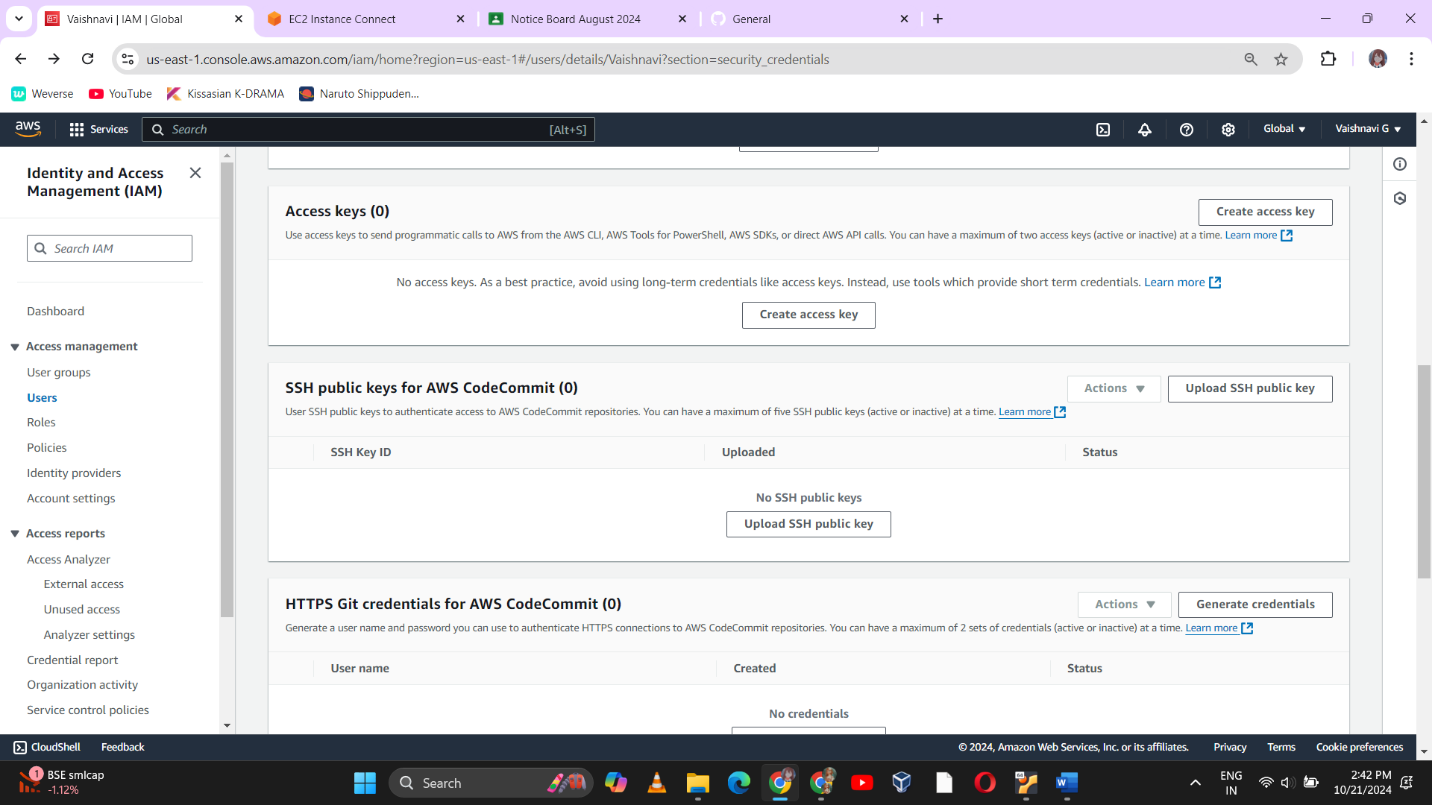 Vaishnavi | IAM | Global
EC2 Instance Connect
Notice Board August 2024
General
us-east-1.console.aws.amazon.com/iam/home?region=us-east-1#/users/details/Vaishnavi?section=security_credentials
Weverse
YouTube
Kissasian K-DRAMA
Naruto Shippuden...
aws
Services
Search
[Alt+S]
Global
Vaishnavi G
Identity and Access
Management (IAM)
Search IAM
Dashboard
Access management
User groups
Users
Roles
Policies
Identity providers
Account settings
Access reports
Access Analyzer
External access
Unused access
Analyzer settings
Credential report
Organization activity
Service control policies
Access keys (0)
Create access key
Use access keys to send programmatic calls to AWS from the AWS CLI, AWS Tools for PowerShell, AWS SDKs, or direct AWS API calls. You can have a maximum of two access keys (active or inactive) at a time. Learn more
No access keys. As a best practice, avoid using long-term credentials like access keys. Instead, use tools which provide short term credentials. Learn more
Create access key
SSH public keys for AWS CodeCommit (0)
Actions
Upload SSH public key
User SSH public keys to authenticate access to AWS CodeCommit repositories. You can have a maximum of five SSH public keys (active or inactive) at a time. Learn more
SSH Key ID
Uploaded
Status
No SSH public keys
Upload SSH public key
HTTPS Git credentials for AWS CodeCommit (0)
Actions
Generate credentials
Generate a user name and password you can use to authenticate HTTPS connections to AWS CodeCommit repositories. You can have a maximum of 2 sets of credentials (active or inactive) at a time. Learn more
User name
Created
Status
No credentials
CloudShell
Feedback
© 2024, Amazon Web Services, Inc. or its affiliates.
Privacy
Terms
Cookie preferences
1
BSE smlcap
-1.12%
Search
ENG
IN
2:42 PM
10/21/2024